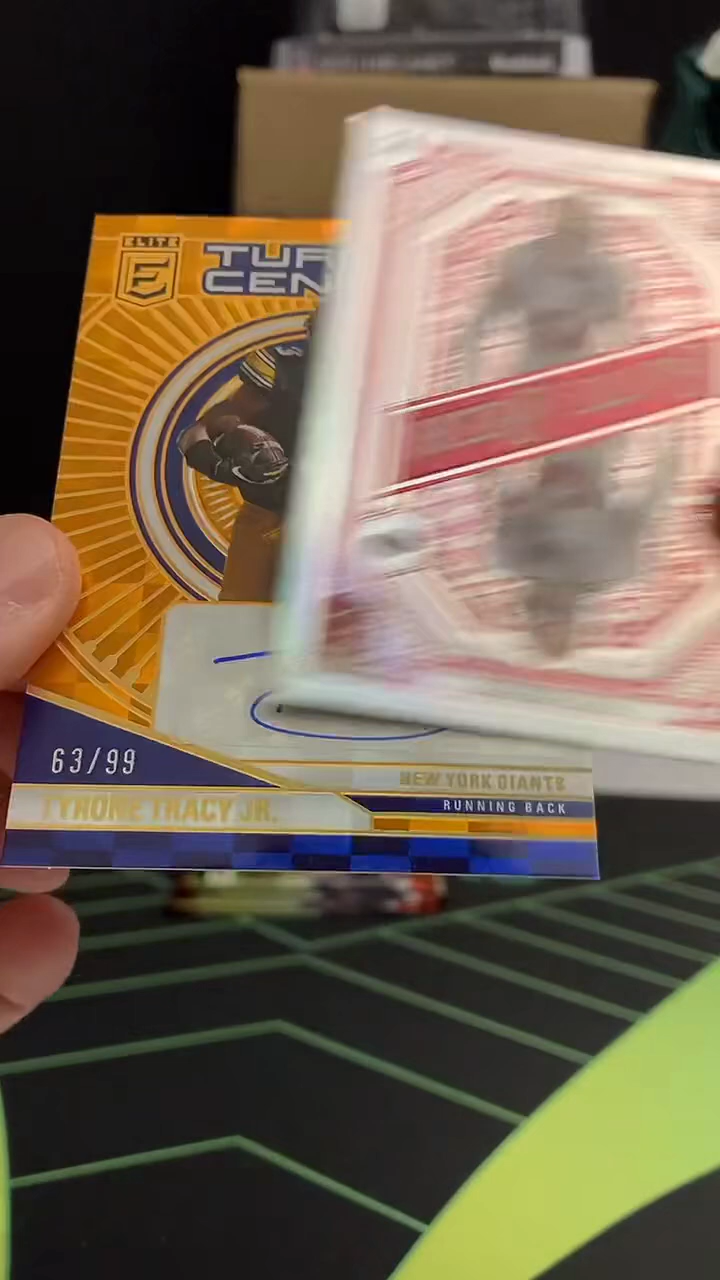 ELITE
E
TUR
CEN
63/99
NEW YORK GIANTS
TYRONE TRACY JR.
RUNNING BACK